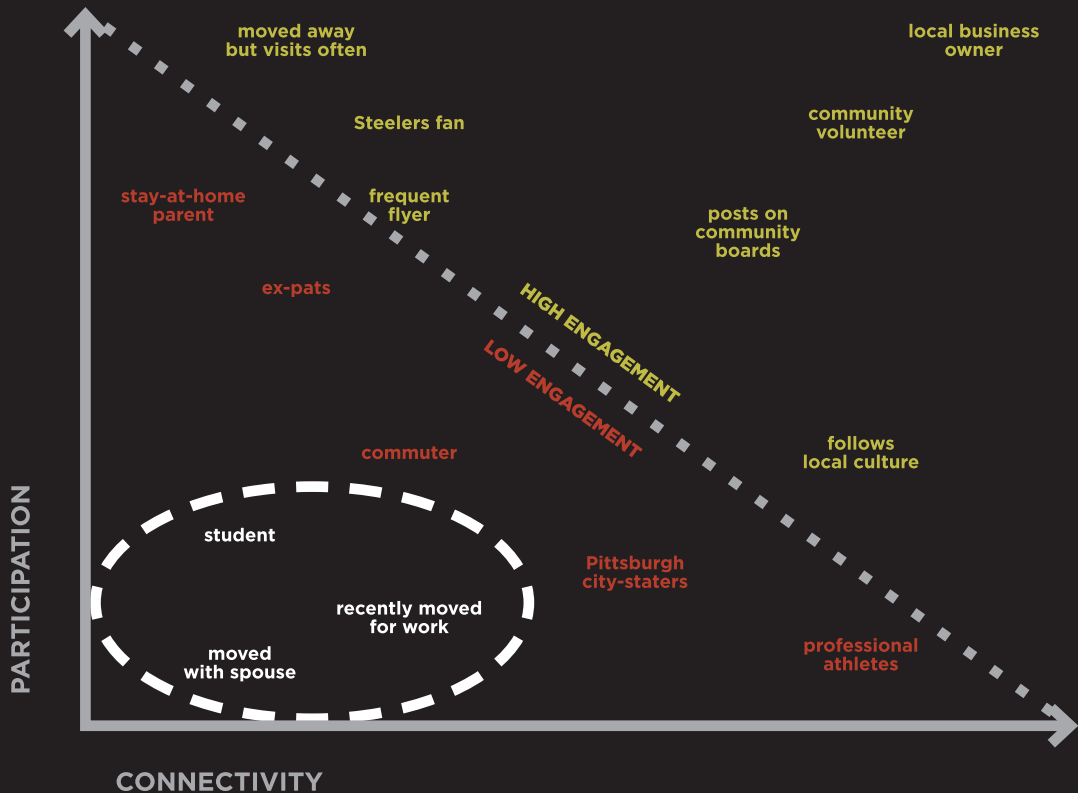 moved away
but visits often
local business
owner
Steelers fan
community
volunteer
stay-at-home
parent
frequent
flyer
posts on
community
boards
ex-pats
HIGH ENGAGEMENT
LOW ENGAGEMENT
commuter
follows
local culture
student
Pittsburgh
city-staters
recently moved
for work
moved
with spouse
professional
athletes
PARTICIPATION
CONNECTIVITY